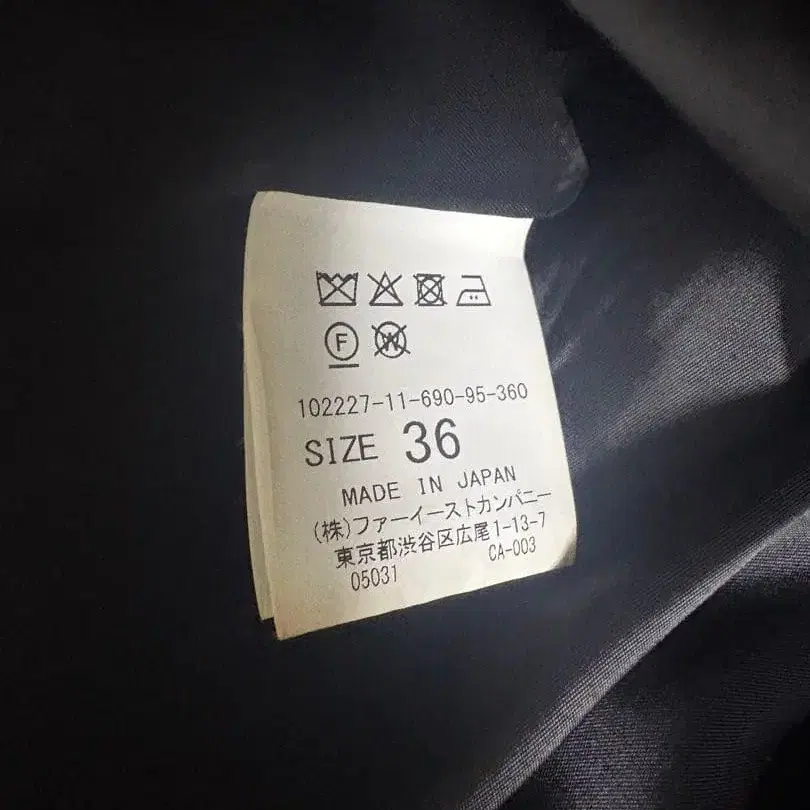 F W
102227-11-690-95-360
SIZE 36
MADE IN JAPAN
(株)ファーイーストカンパニー
東京都渋谷区広尾1-13-7
05031 CA-003